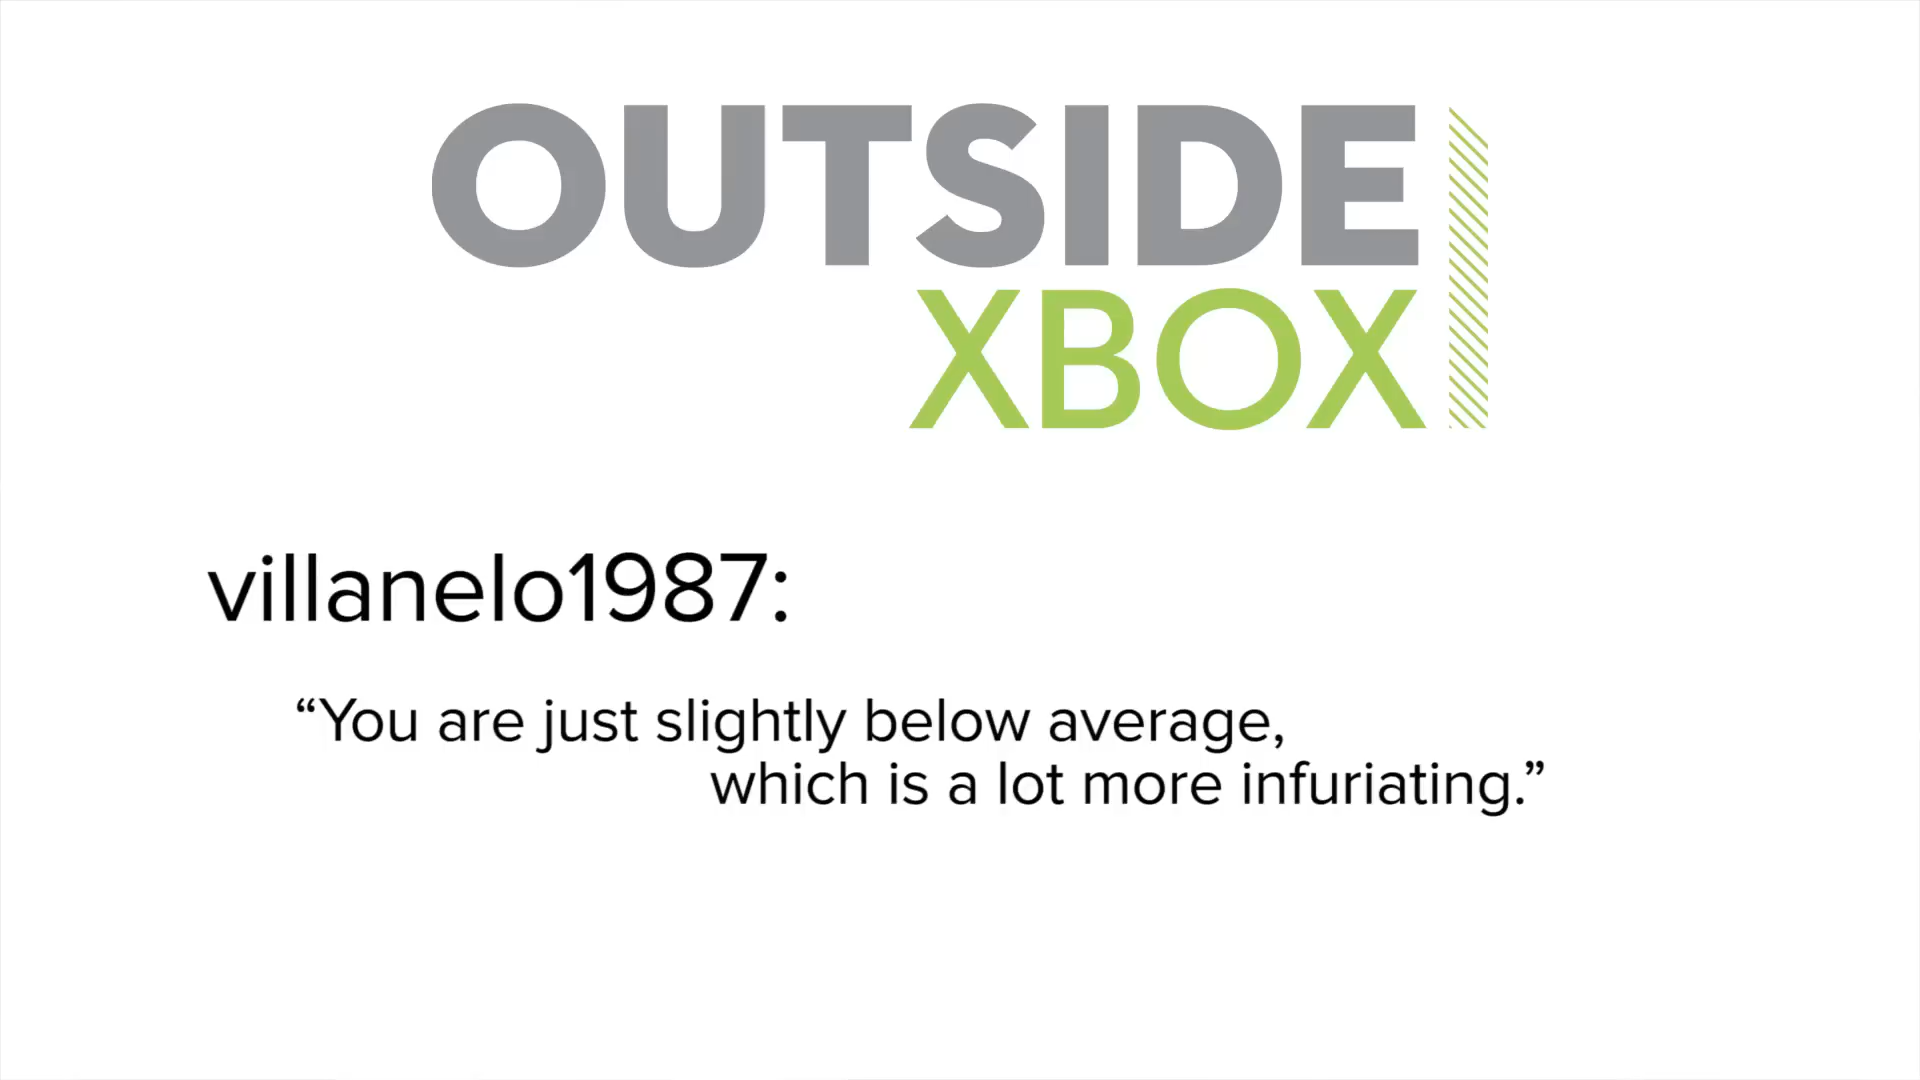 OUTSIDE
XBOX
villanelo1987:
“You are just slightly below average,
which is a lot more infuriating.”